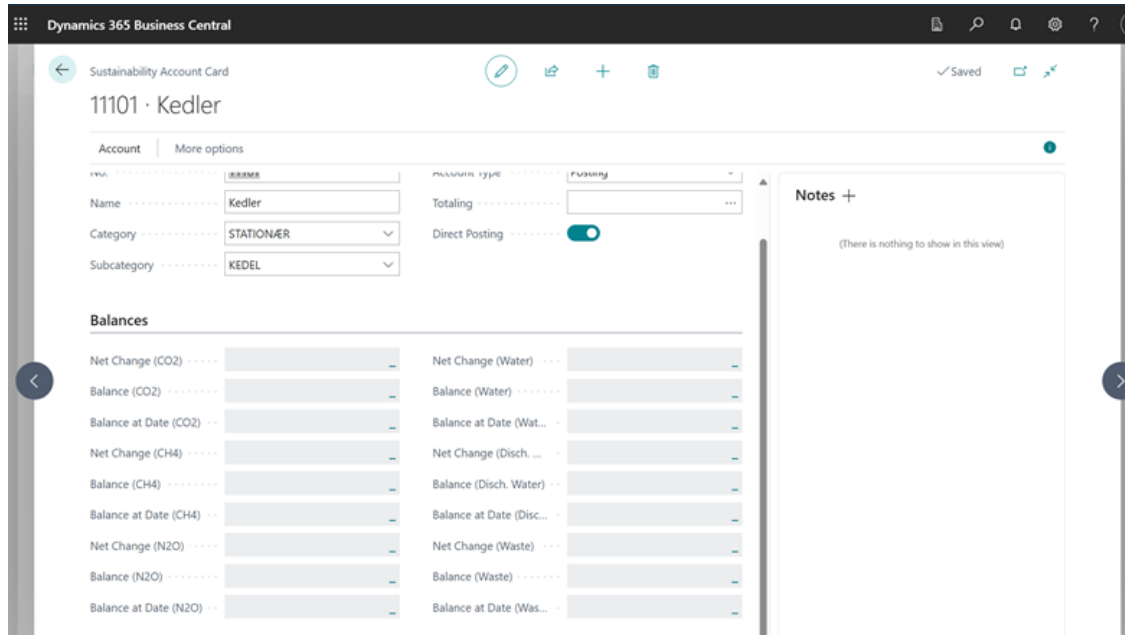 Dynamics 365 Business Central
?
Sustainability Account Card
✓Saved
11101 · Kedler
Account
More options
No.
11101
Account Type
Posting
Name
Kedler
Totaling
...
Category
STATIONÆR
Direct Posting
Subcategory
KEDEL
Notes +
(There is nothing to show in this view)
Balances
Net Change (CO2)
_
Net Change (Water)
_
Balance (CO2)
_
Balance (Water)
_
Balance at Date (CO2)
_
Balance at Date (Wat...
_
Net Change (CH4)
_
Net Change (Disch. ...
_
Balance (CH4)
_
Balance (Disch. Water)
_
Balance at Date (CH4)
_
Balance at Date (Disc...
_
Net Change (N2O)
_
Net Change (Waste)
_
Balance (N2O)
_
Balance (Waste)
_
Balance at Date (N2O)
_
Balance at Date (Was...
_